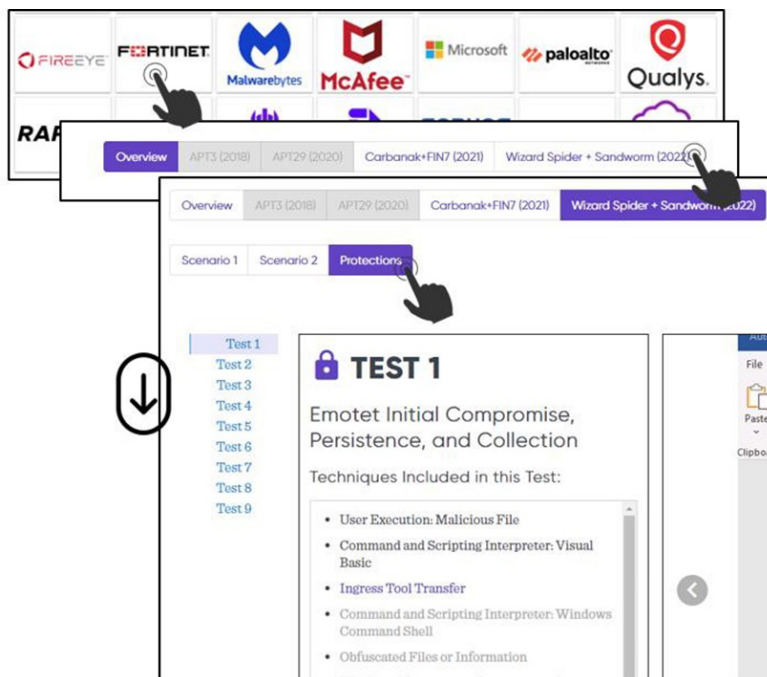 FIREEYE
FORTINET
Malwarebytes
McAfee
Microsoft
paloalto
NETWORKS
Qualys.
Overview APT3 (2018) APT29 (2020) Carbanak+FIN7 (2021) Wizard Spider + Sandworm (2022)
Overview APT3 (2018) APT29 (2020) Carbanak+FIN7 (2021) Wizard Spider + Sandworm (2022)
Scenario 1 Scenario 2 Protections
Test 1
Test 2
Test 3
Test 4
Test 5
Test 6
Test 7
Test 8
Test 9
TEST 1
Emotet Initial Compromise,
Persistence, and Collection
Techniques Included in this Test:
• User Execution: Malicious File
• Command and Scripting Interpreter: Visual
Basic
• Ingress Tool Transfer
• Command and Scripting Interpreter: Windows
Command Shell
• Obfuscated Files or Information
File
Paste